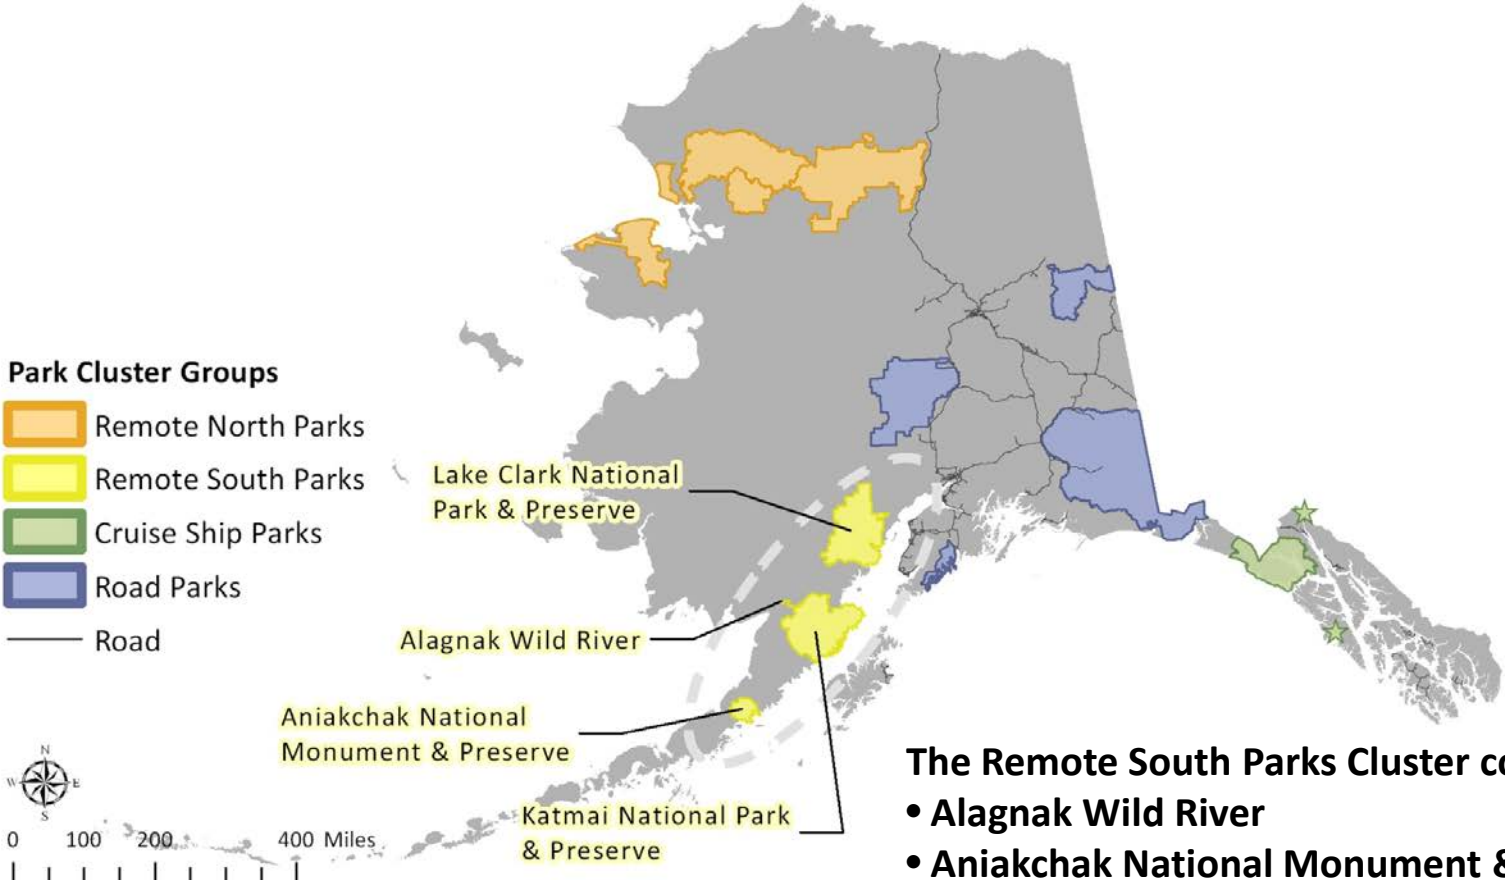 Park Cluster Groups
Remote North Parks
Remote South Parks
Cruise Ship Parks
Road Parks
Road
Lake Clark National
Park & Preserve
Alagnak Wild River
Aniakchak National
Monument & Preserve
Katmai National Park
& Preserve
N
W E
S
0 100 200 400 Miles
The Remote South Parks Cluster
• Alagnak Wild River
• Aniakchak National Monument &